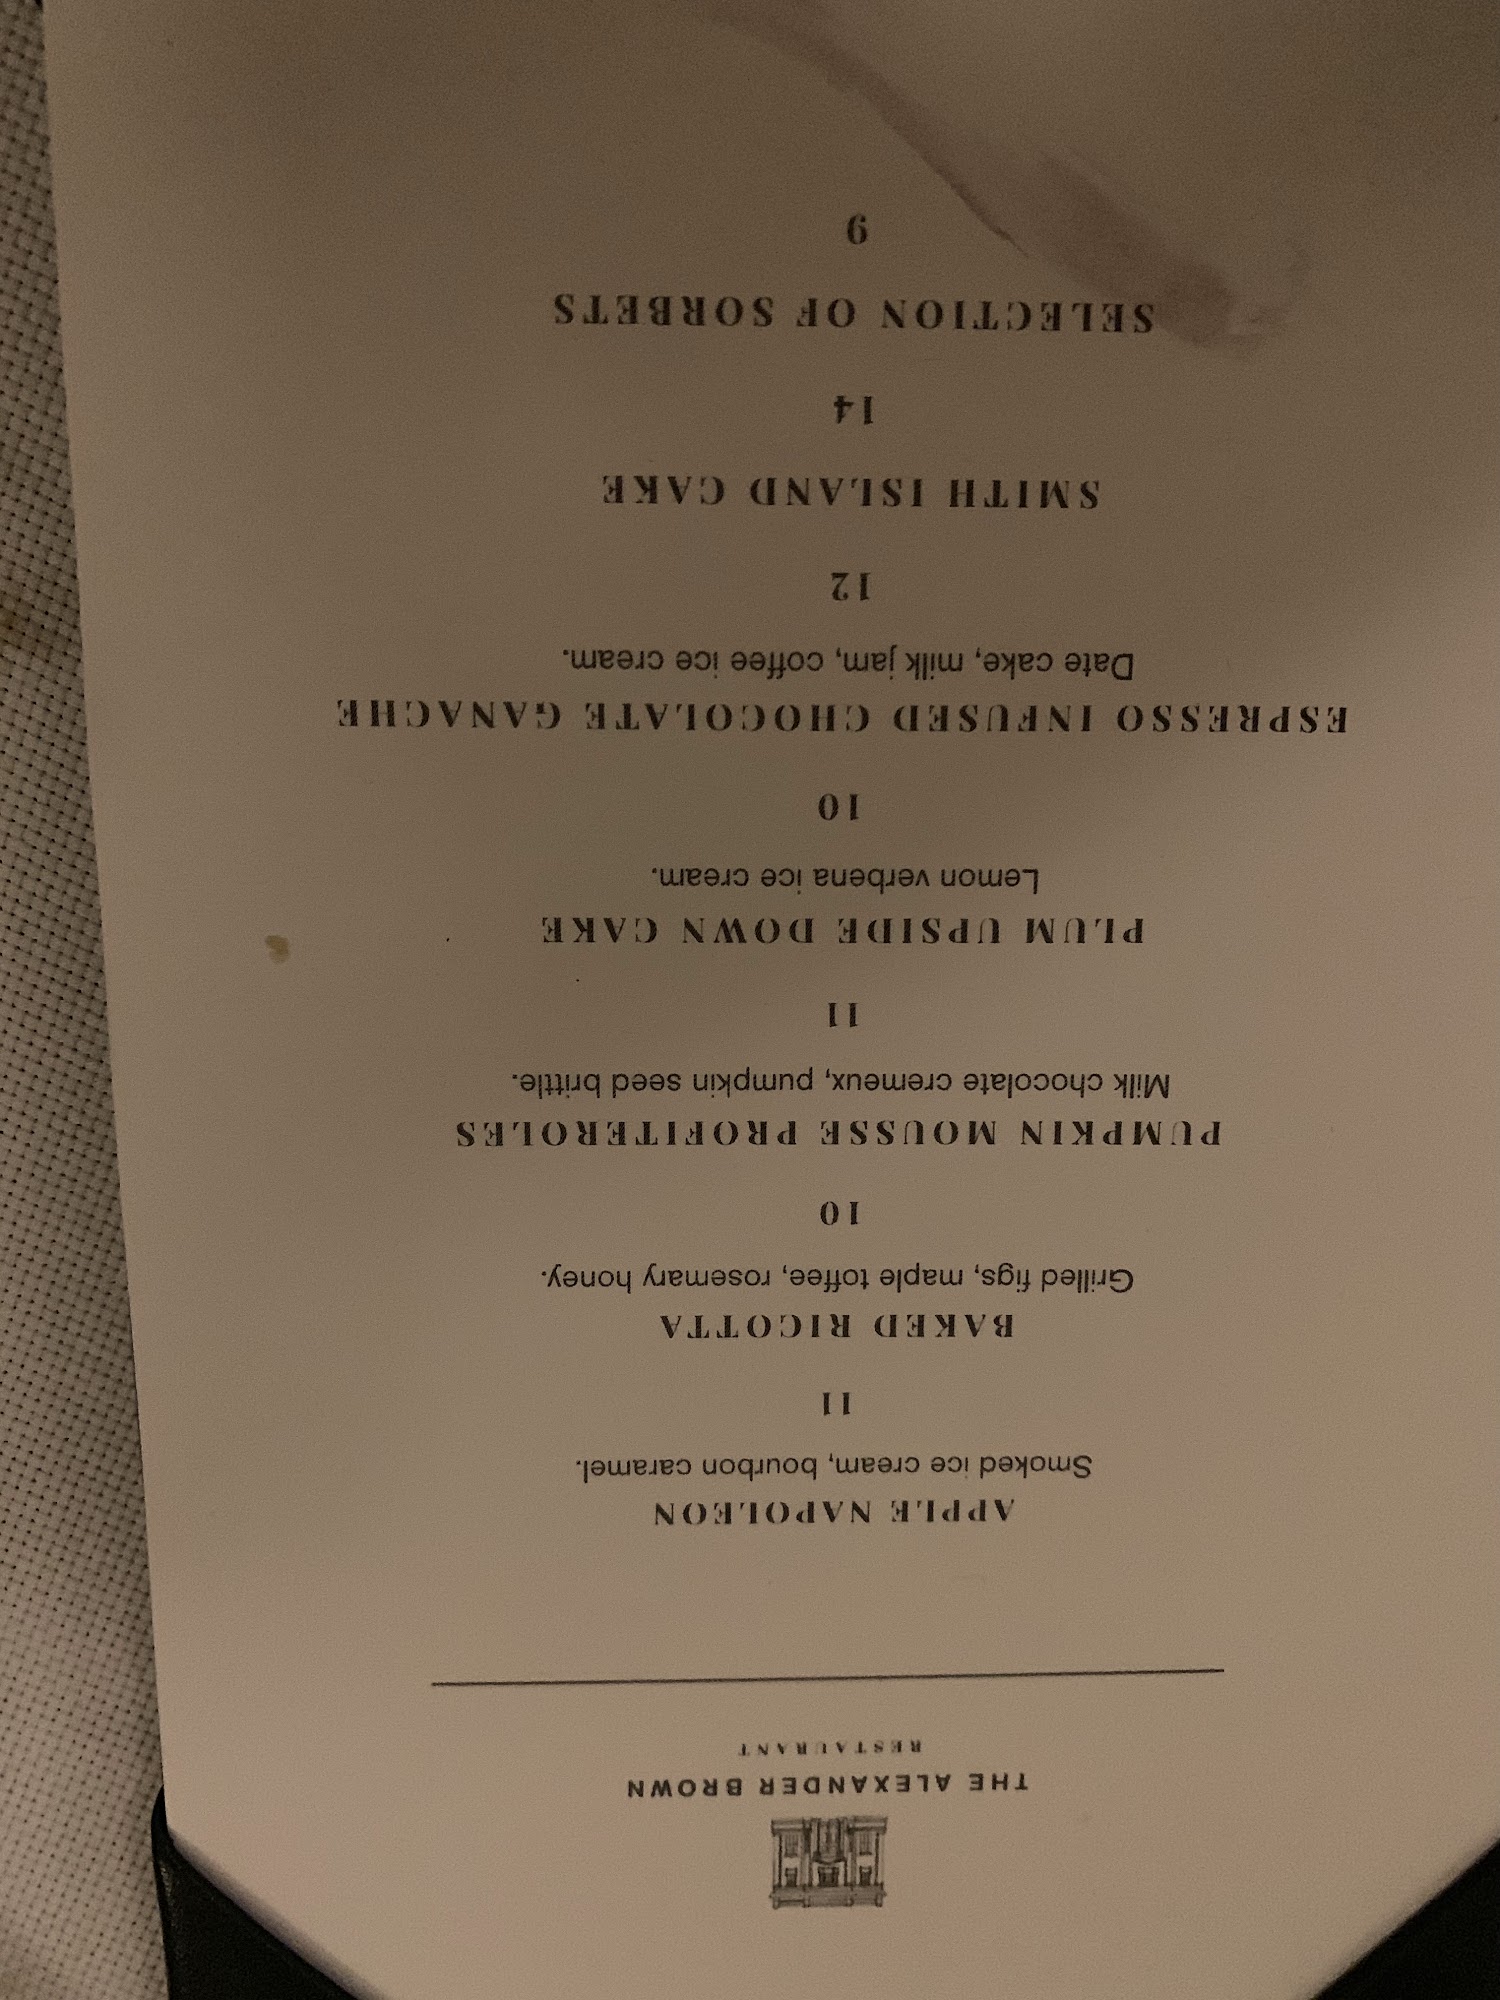 THE ALEXANDER BROWN
RESTAURANT
APPLE NAPOLEON
Smoked ice cream, bourbon caramel.
11
BAKED RICOTTA
Grilled figs, maple toffee, rosemary honey.
10
PUMPKIN MOUSSE PROFITEROLES
Milk chocolate cremeux, pumpkin seed brittle.
11
PLUM UPSIDE DOWN CAKE
Lemon verbena ice cream.
10
ESPRESSO INFUSED CHOCOLATE GANACHE
Date cake, milk jam, coffee ice cream.
12
SMITH ISLAND CAKE
14
SELECTION OF SORBETS
9